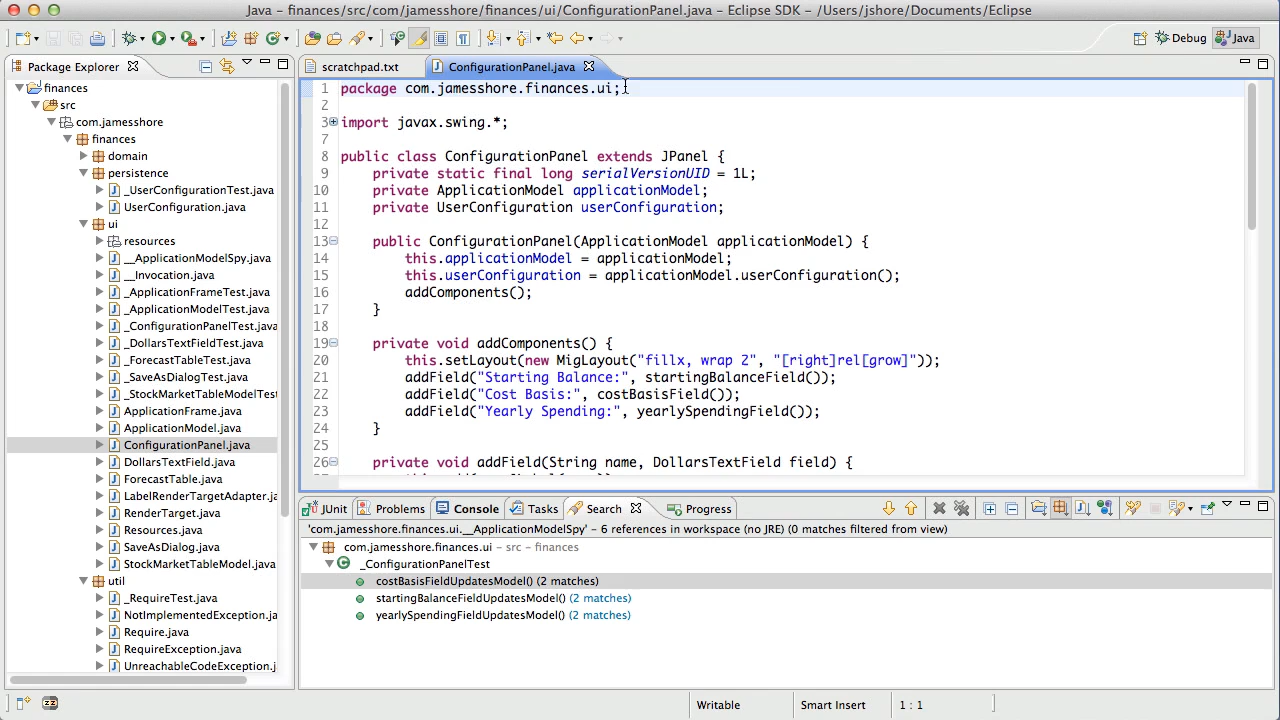 Java – finances/src/com/jamesshore/finances/ui/ConfigurationPanel.java – Eclipse SDK – /Users/jshore/Documents/Eclipse
Debug
Java
Package Explorer
scratchpad.txt
ConfigurationPanel.java
finances
src
com.jamesshore
finances
domain
persistence
_UserConfigurationTest.java
UserConfiguration.java
ui
resources
__ApplicationModelSpy.java
__Invocation.java
_ApplicationFrameTest.java
_ApplicationModelTest.java
_ConfigurationPanelTest.java
_DollarsTextFieldTest.java
_ForecastTableTest.java
_SaveAsDialogTest.java
_StockMarketTableModelTest
ApplicationFrame.java
ApplicationModel.java
ConfigurationPanel.java
DollarsTextField.java
ForecastTable.java
LabelRenderTargetAdapter.j
RenderTarget.java
Resources.java
SaveAsDialog.java
StockMarketTableModel.java
util
_RequireTest.java
NotImplementedException.ja
Require.java
RequireException.java
UnreachableCodeException.j
1 package com.jamesshore.finances.ui;
2
3 import javax.swing.*;
7
8 public class ConfigurationPanel extends JPanel {
9 private static final long serialVersionUID = 1L;
10 private ApplicationModel applicationModel;
11 private UserConfiguration userConfiguration;
12
13 public ConfigurationPanel(ApplicationModel applicationModel) {
14 this.applicationModel = applicationModel;
15 this.userConfiguration = applicationModel.userConfiguration();
16 addComponents();
17 }
18
19 private void addComponents() {
20 this.setLayout(new MigLayout("fillx, wrap 2", "[right]rel[grow]"));
21 addField("Starting Balance:", startingBalanceField());
22 addField("Cost Basis:", costBasisField());
23 addField("Yearly Spending:", yearlySpendingField());
24 }
25
26 private void addField(String name, DollarsTextField field) {
JUnit
Problems
Console
Tasks
Search
Progress
'com.jamesshore.finances.ui.__ApplicationModelSpy' – 6 references in workspace (no JRE) (0 matches filtered from view)
com.jamesshore.finances.ui – src – finances
_ConfigurationPanelTest
costBasisFieldUpdatesModel() (2 matches)
startingBalanceFieldUpdatesModel() (2 matches)
yearlySpendingFieldUpdatesModel() (2 matches)
Writable
Smart Insert
1 : 1